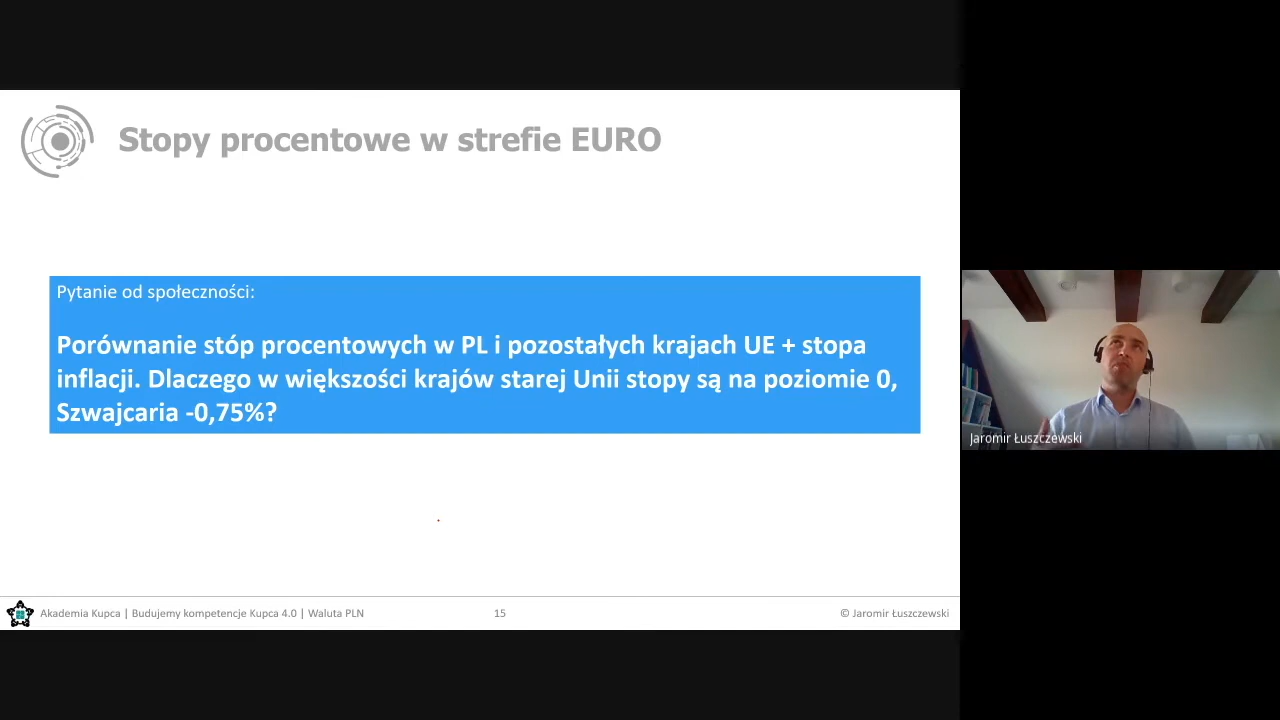 Stopy procentowe w strefie EURO
Pytanie od społeczności:
Porównanie stóp procentowych w PL i pozostałych krajach UE + stopa
inflacji. Dlaczego w większości krajów starej Unii stopy są na poziomie 0,
Szwajcaria -0,75%?
Jaromir Łuszczewski
Akademia Kupca | Budujemy kompetencje Kupca 4.0 | Waluta PLN
15
© Jaromir Łuszczewski